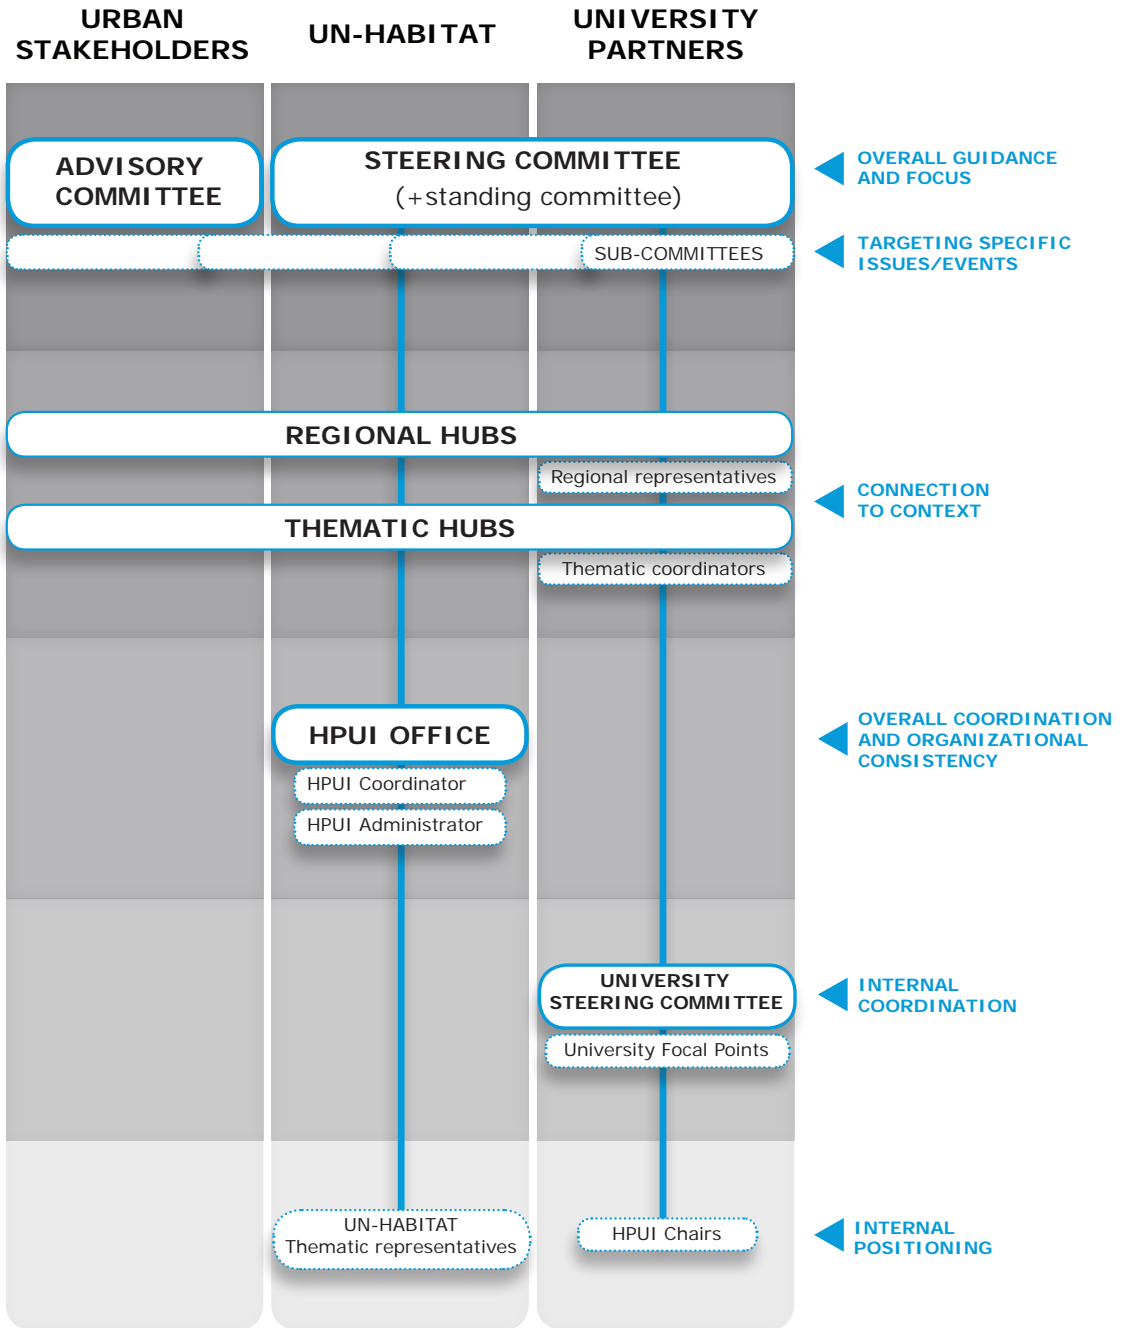 URBAN
STAKEHOLDERS
UN-HABITAT
UNIVERSITY
PARTNERS
ADVISORY
COMMITTEE
STEERING COMMITTEE
(+standing committee)
OVERALL GUIDANCE
AND FOCUS
SUB-COMMITTEES
TARGETING SPECIFIC
ISSUES/EVENTS
REGIONAL HUBS
Regional representatives
THEMATIC HUBS
Thematic coordinators
CONNECTION
TO CONTEXT
HPUI OFFICE
HPUI Coordinator
HPUI Administrator
OVERALL COORDINATION
AND ORGANIZATIONAL
CONSISTENCY
UNIVERSITY
STEERING COMMITTEE
University Focal Points
INTERNAL
COORDINATION
UN-HABITAT
Thematic representatives
HPUI Chairs
INTERNAL
POSITIONING